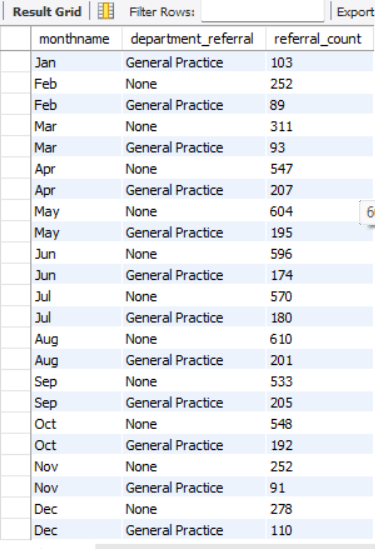 Result Grid Filter Rows: Export
monthname department_referral referral_count
Jan General Practice 103
Feb None 252
Feb General Practice 89
Mar None 311
Mar General Practice 93
Apr None 547
Apr General Practice 207
May None 604
May General Practice 195
Jun None 596
Jun General Practice 174
Jul None 570
Jul General Practice 180
Aug None 610
Aug General Practice 201
Sep None 533
Sep General Practice 205
Oct None 548
Oct General Practice 192
Nov None 252
Nov General Practice 91
Dec None 278
Dec General Practice 110